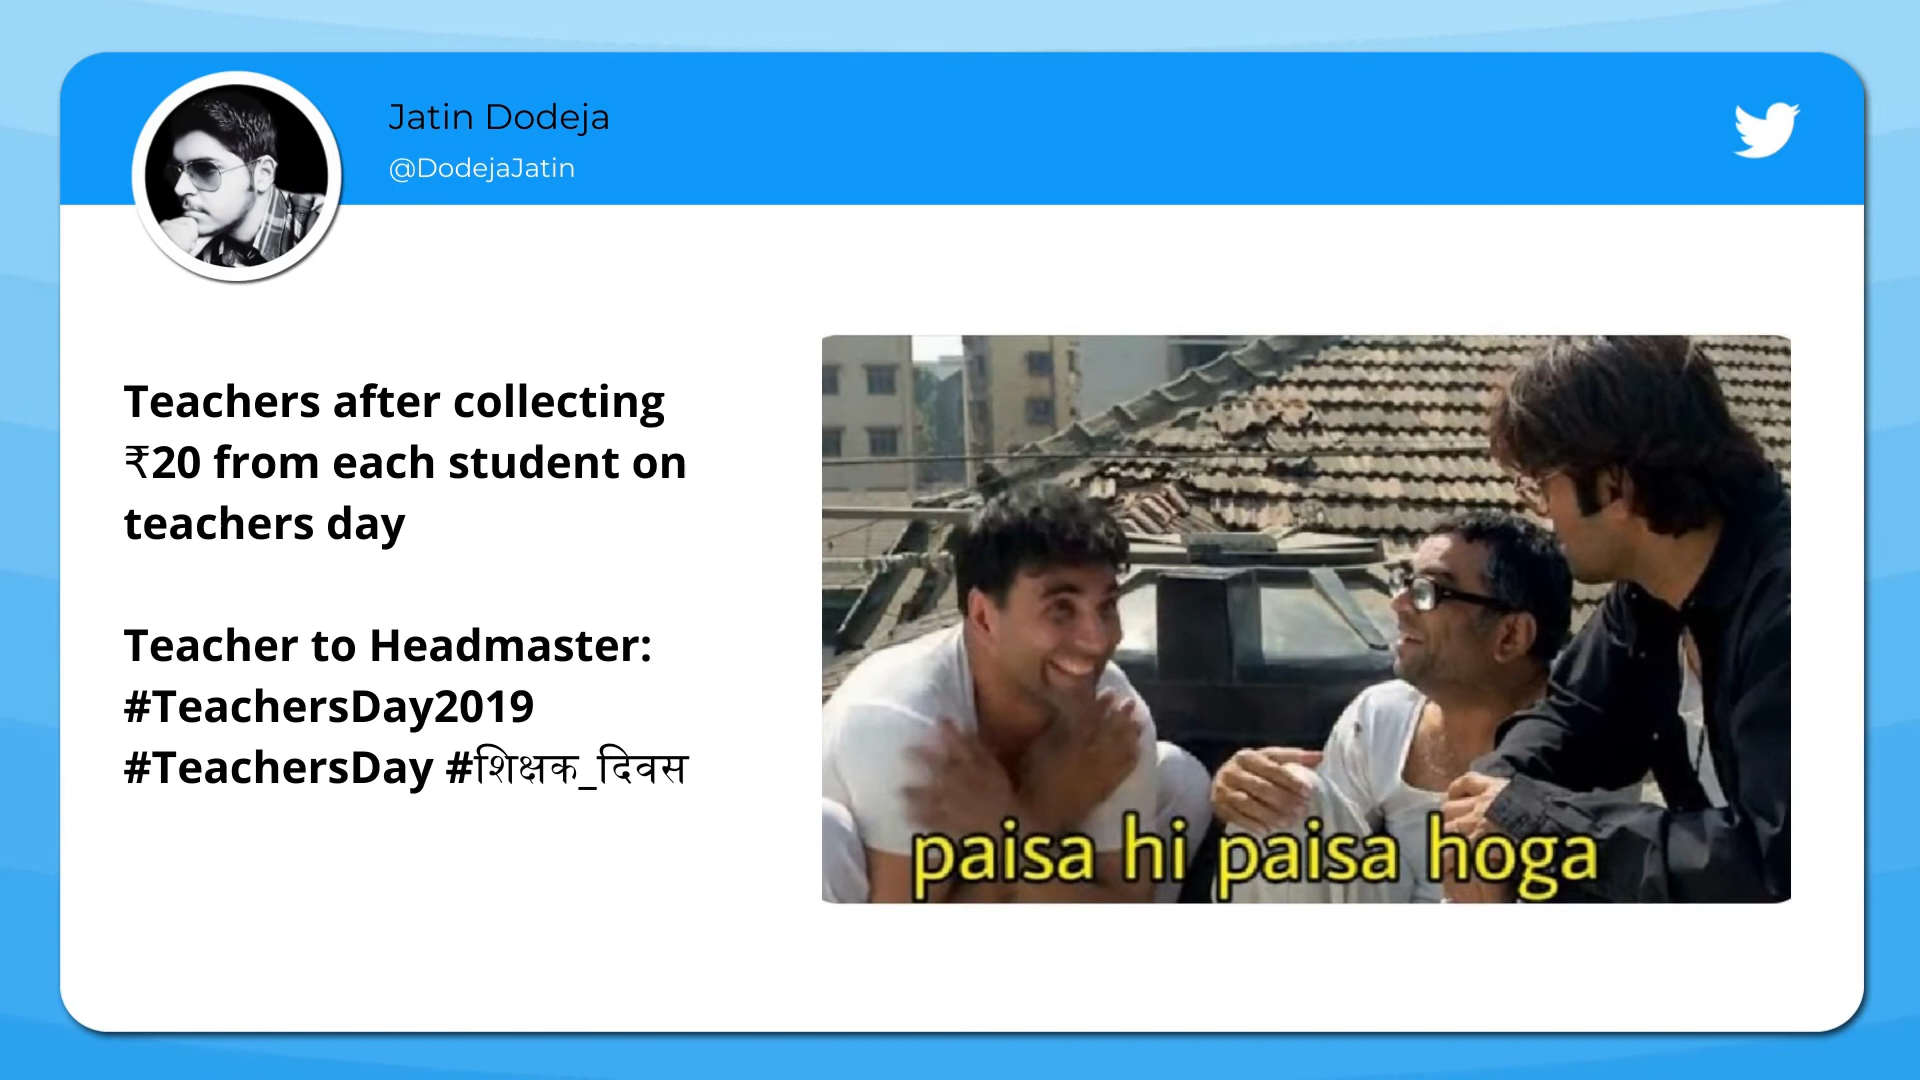 Jatin Dodeja
@DodejaJatin
Teachers after collecting
₹20 from each student on
teachers day
Teacher to Headmaster:
#TeachersDay2019
#TeachersDay #शिक्षक_दिवस
paisa hi paisa hoga